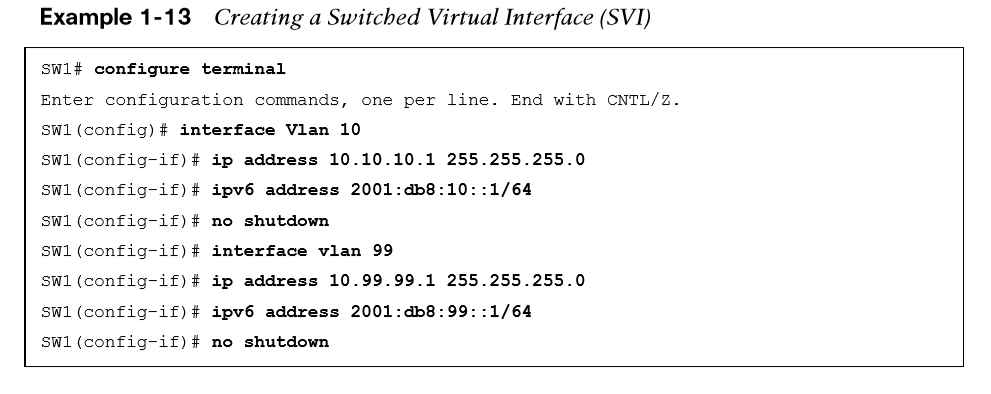 Example 1-13 Creating a Switched Virtual Interface (SVI)
SW1# configure terminal
Enter configuration commands, one per line. End with CNTL/Z.
SW1(config)# interface Vlan 10
SW1(config-if)# ip address 10.10.10.1 255.255.255.0
SW1(config-if)# ipv6 address 2001:db8:10::1/64
SW1(config-if)# no shutdown
SW1(config-if)# interface vlan 99
SW1(config-if)# ip address 10.99.99.1 255.255.255.0
SW1(config-if)# ipv6 address 2001:db8:99::1/64
SW1(config-if)# no shutdown